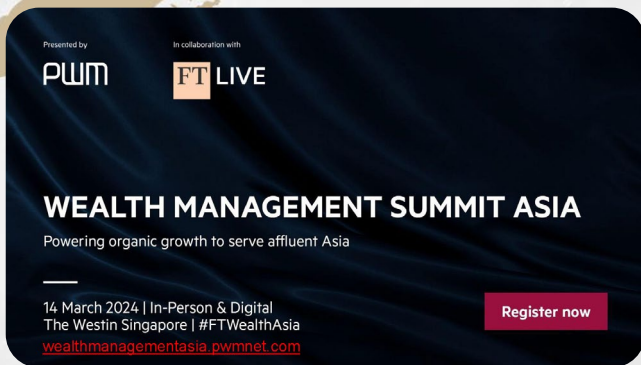 Presented by
In collaboration with
PWM
FT LIVE
WEALTH MANAGEMENT SUMMIT ASIA
Powering organic growth to serve affluent Asia
14 March 2024 | In-Person & Digital
The Westin Singapore | #FTWealthAsia
Register now
wealthmanagementasia.pwmnet.com